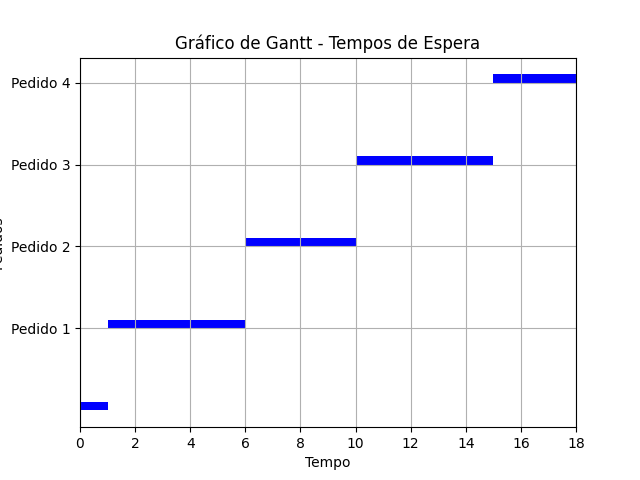 Gráfico de Gantt - Tempos de Espera
Pedido 4
Pedido 3
Pedido 2
Pedido 1
0 2 4 6 8 10 12 14 16 18
Tempo